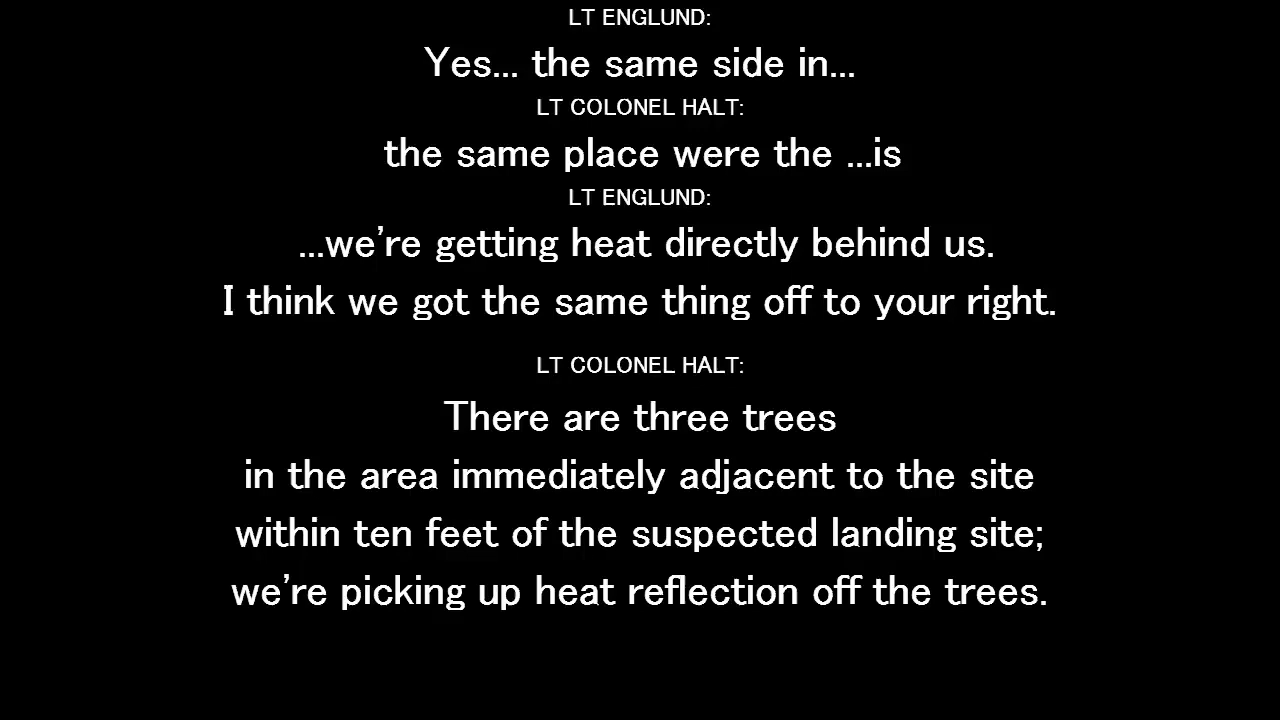 LT ENGLUND:
Yes... the same side in...
LT COLONEL HALT:
the same place were the ...is
LT ENGLUND:
...we're getting heat directly behind us.
I think we got the same thing off to your right.
LT COLONEL HALT:
There are three trees
in the area immediately adjacent to the site
within ten feet of the suspected landing site;
we're picking up heat reflection off the trees.